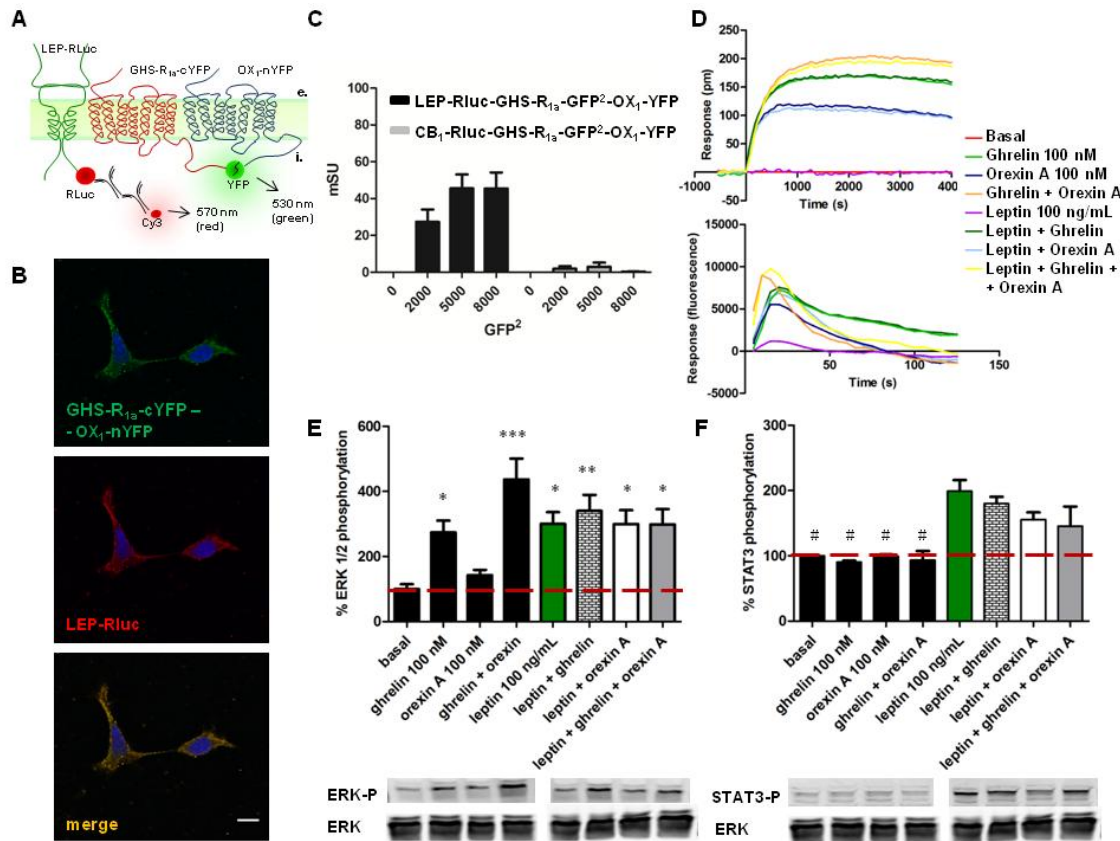 A
LEP-RLuc
GHS-R1a-cYFP
OX1-nYFP
e.
i.
RLuc
YFP
Cy3
570 nm
(red)
530 nm
(green)
B
GHS-R1a-cYFP –
- OX1-nYFP
LEP-Rluc
merge
C
LEP-Rluc-GHS-R1a-GFP2-OX1-YFP
CB1-Rluc-GHS-R1a-GFP2-OX1-YFP
mSU
100
80
60
40
20
0
0 2000 5000 8000 0 2000 5000 8000
GFP2
D
Response (pm)
250
200
150
100
50
0
-1000 0 1000 2000 3000 400
Time (s)
Response (fluorescence)
15000
10000
5000
0
-5000
50 100 150
Time (s)
Basal
Ghrelin 100 nM
Orexin A 100 nM
Ghrelin + Orexin A
Leptin 100 ng/mL
Leptin + Ghrelin
Leptin + Orexin A
Leptin + Ghrelin +
+ Orexin A
E
% ERK 1/2 phosphorylation
600
400
200
0
* *** * ** * *
basal
ghrelin 100 nM
orexin A 100 nM
ghrelin + orexin
leptin 100 ng/mL
leptin + ghrelin
leptin + orexin A
leptin + ghrelin + orexin A
ERK-P
ERK
F
% STAT3 phosphorylation
300
200
100
0
# # # #
basal
ghrelin 100 nM
orexin A 100 nM
ghrelin + orexin A
leptin 100 ng/mL
leptin + ghrelin
leptin + orexin A
leptin + ghrelin + orexin A
STAT3-P
ERK